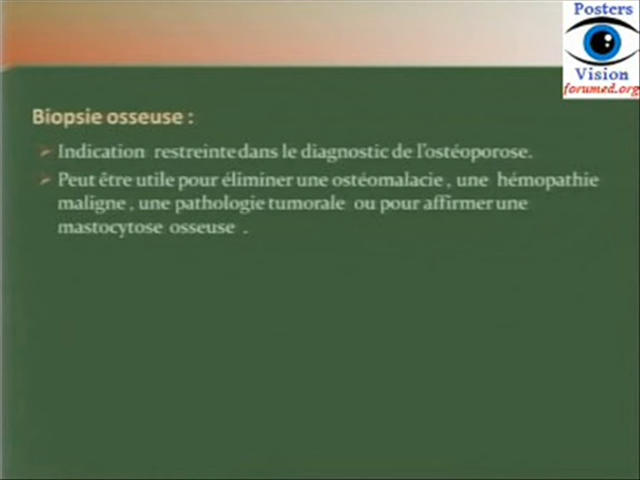 Posters
Vision
forumed.org
Biopsie osseuse :
Indication restreinte dans le diagnostic de l'ostéoporose.
Peut être utile pour éliminer une ostéomalacie , une hémopathie
maligne , une pathologie tumorale ou pour affirmer une
mastocytose osseuse .